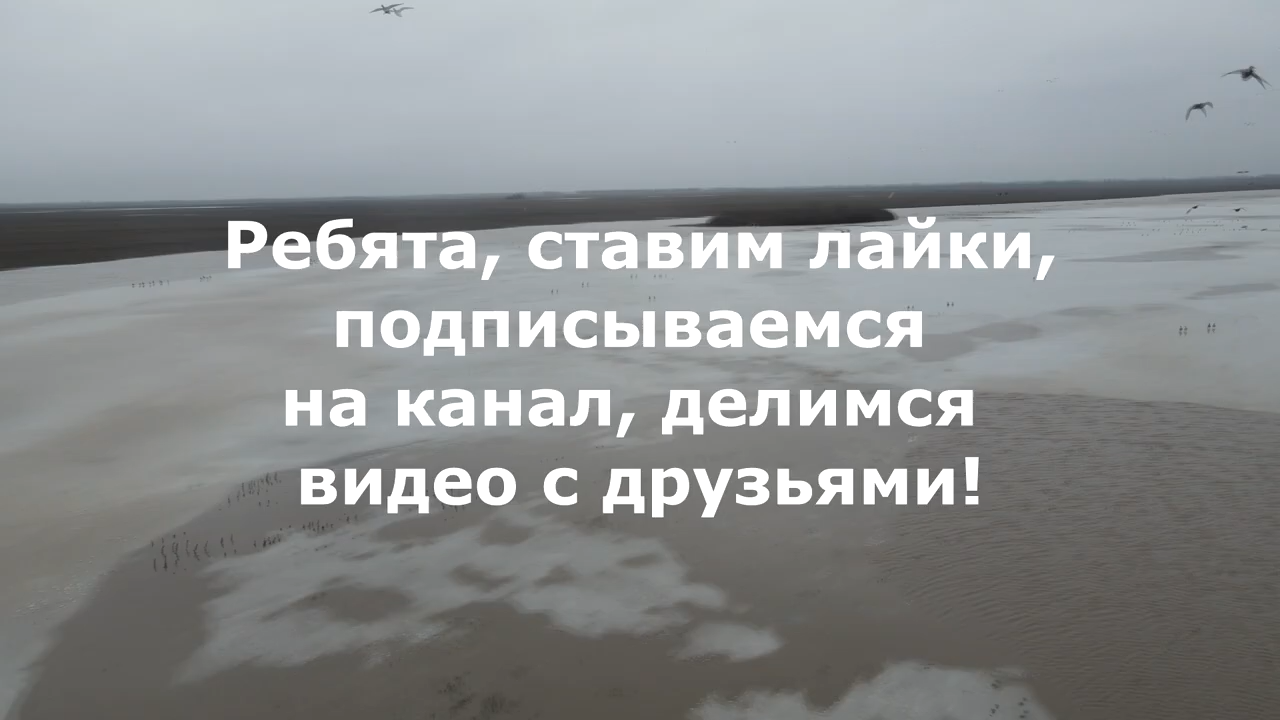 Ребята, ставим лайки,
подписываемся
на канал, делимся
видео с друзьями!